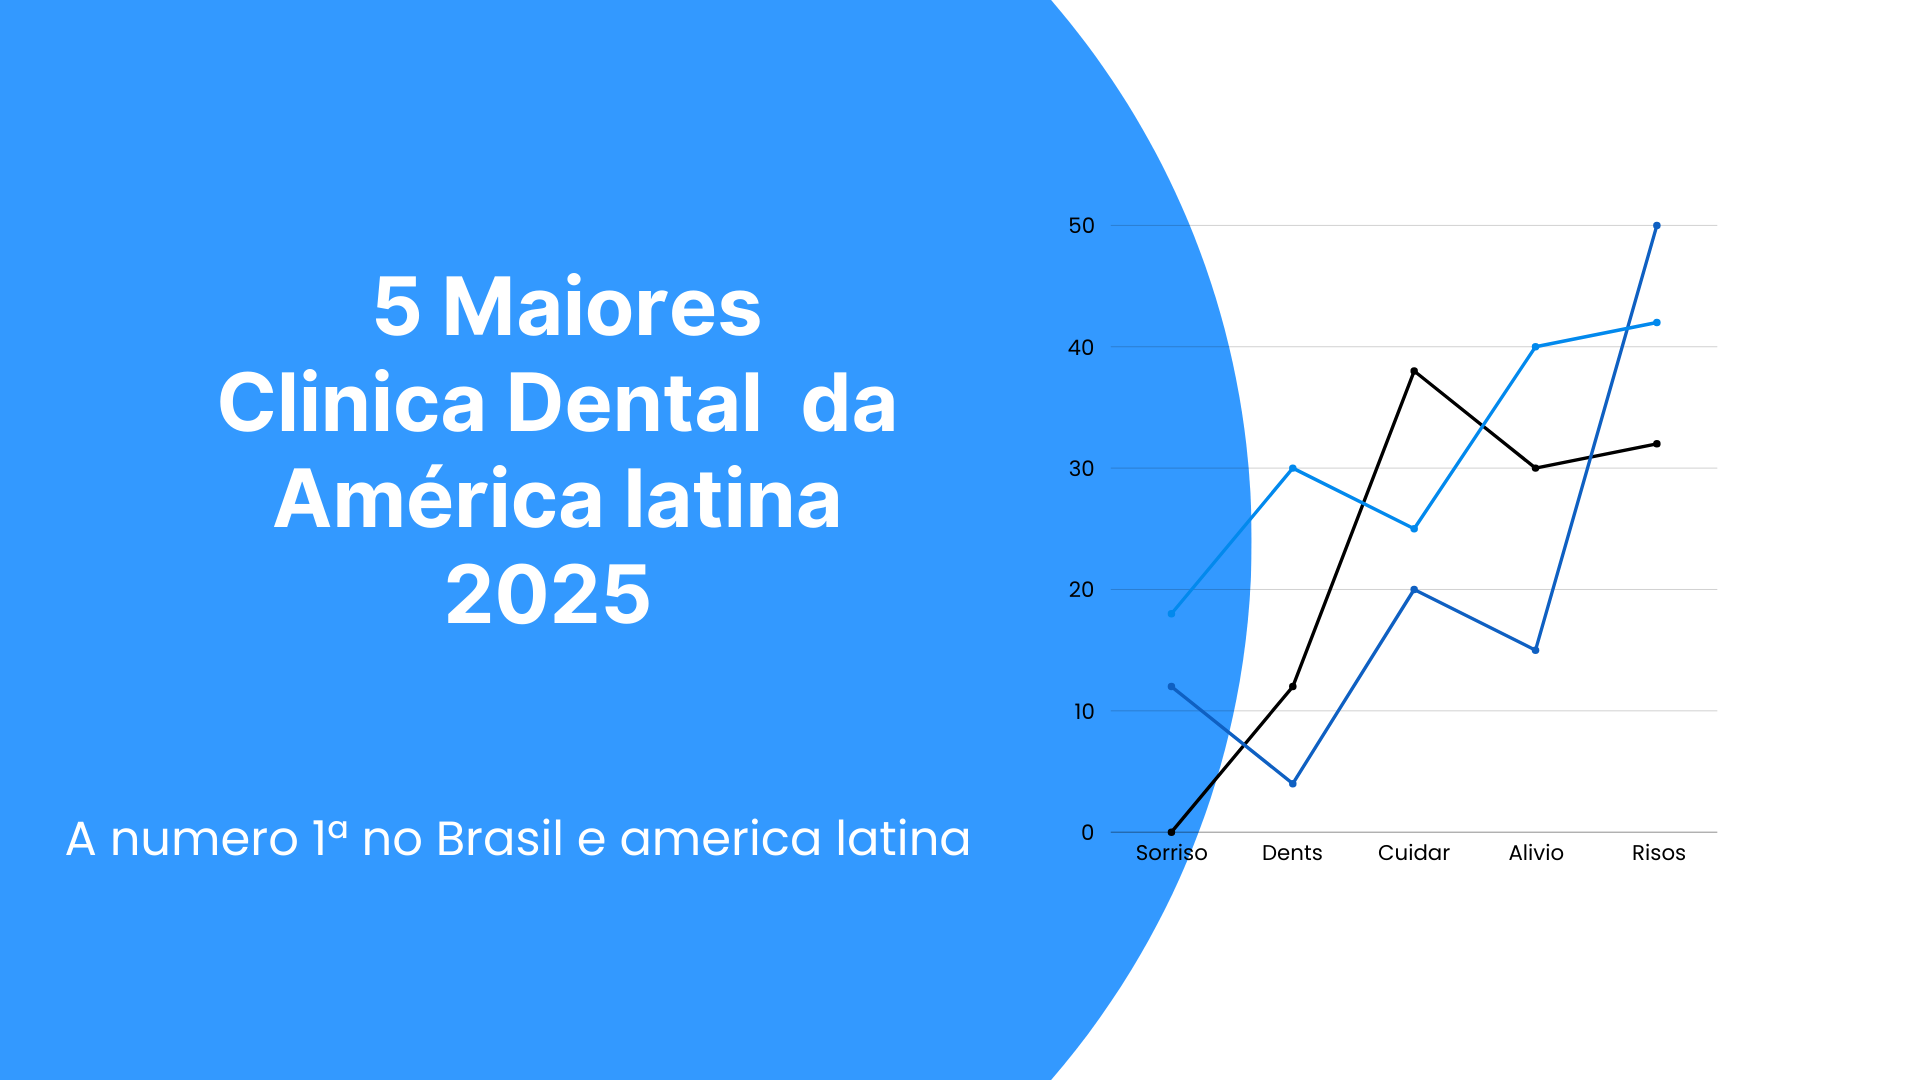 5 Maiores
Clinica Dental  da
América latina
2025
A numero 1ª no Brasil e america latina
50
40
30
20
10
0
Sorriso Dents Cuidar Alivio Risos